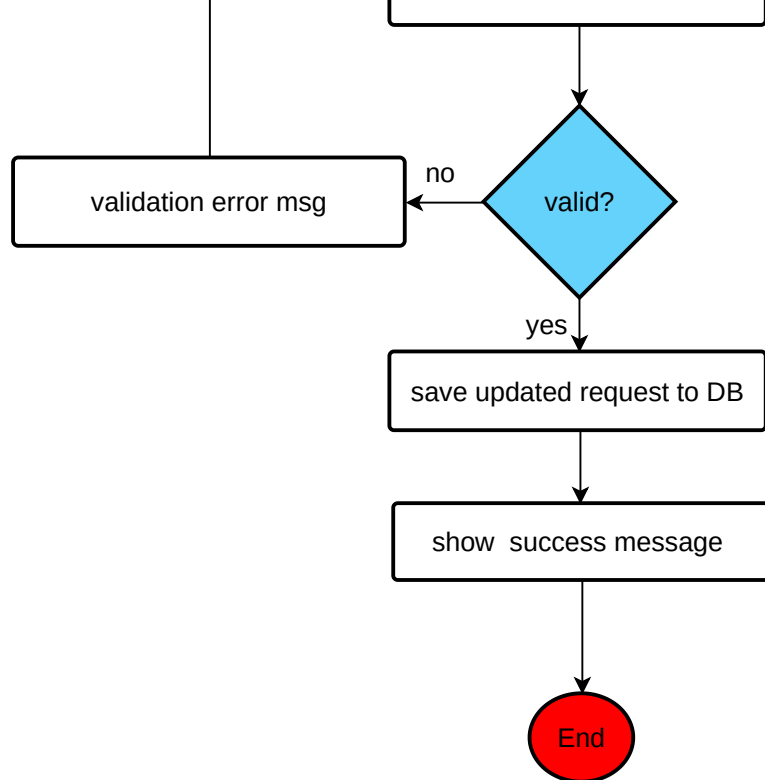 no
validation error msg
valid?
yes
save updated request to DB
show  success message
End